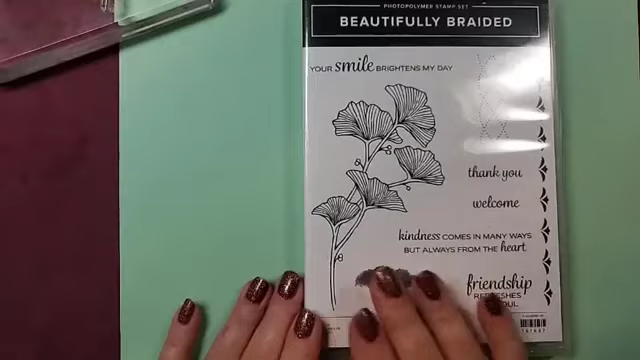 PHOTOPOLYMER STAMP SET
BEAUTIFULLY BRAIDED
YOUR smile BRIGHTENS MY DAY
thank you
welcome
kindness COMES IN MANY WAYS
BUT ALWAYS FROM THE heart
friendship